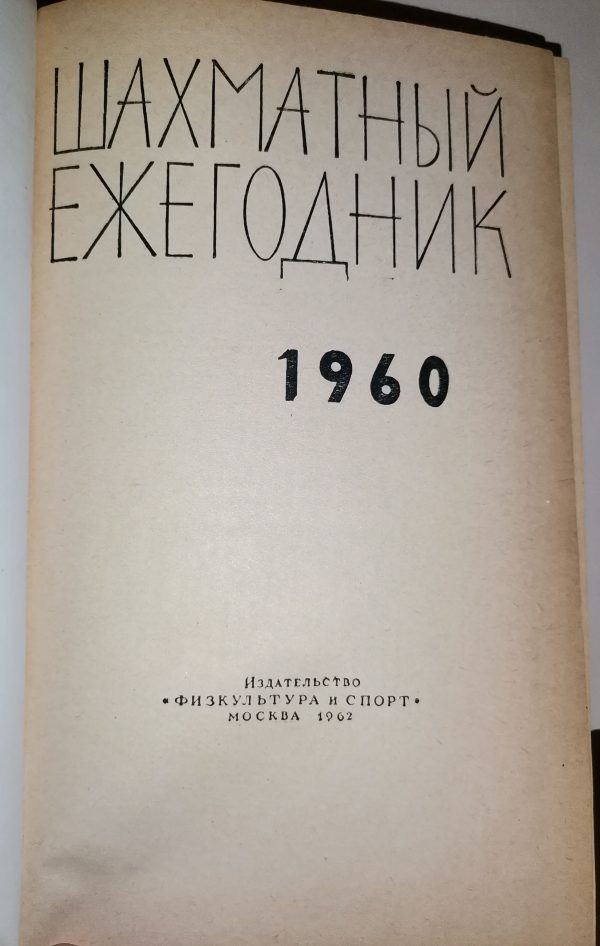 ШАХМАТНЫЙ
ЕЖЕГОДНИК
1960
Издательство
«ФИЗКУЛЬТУРА и СПОРТ»
МОСКВА 1962